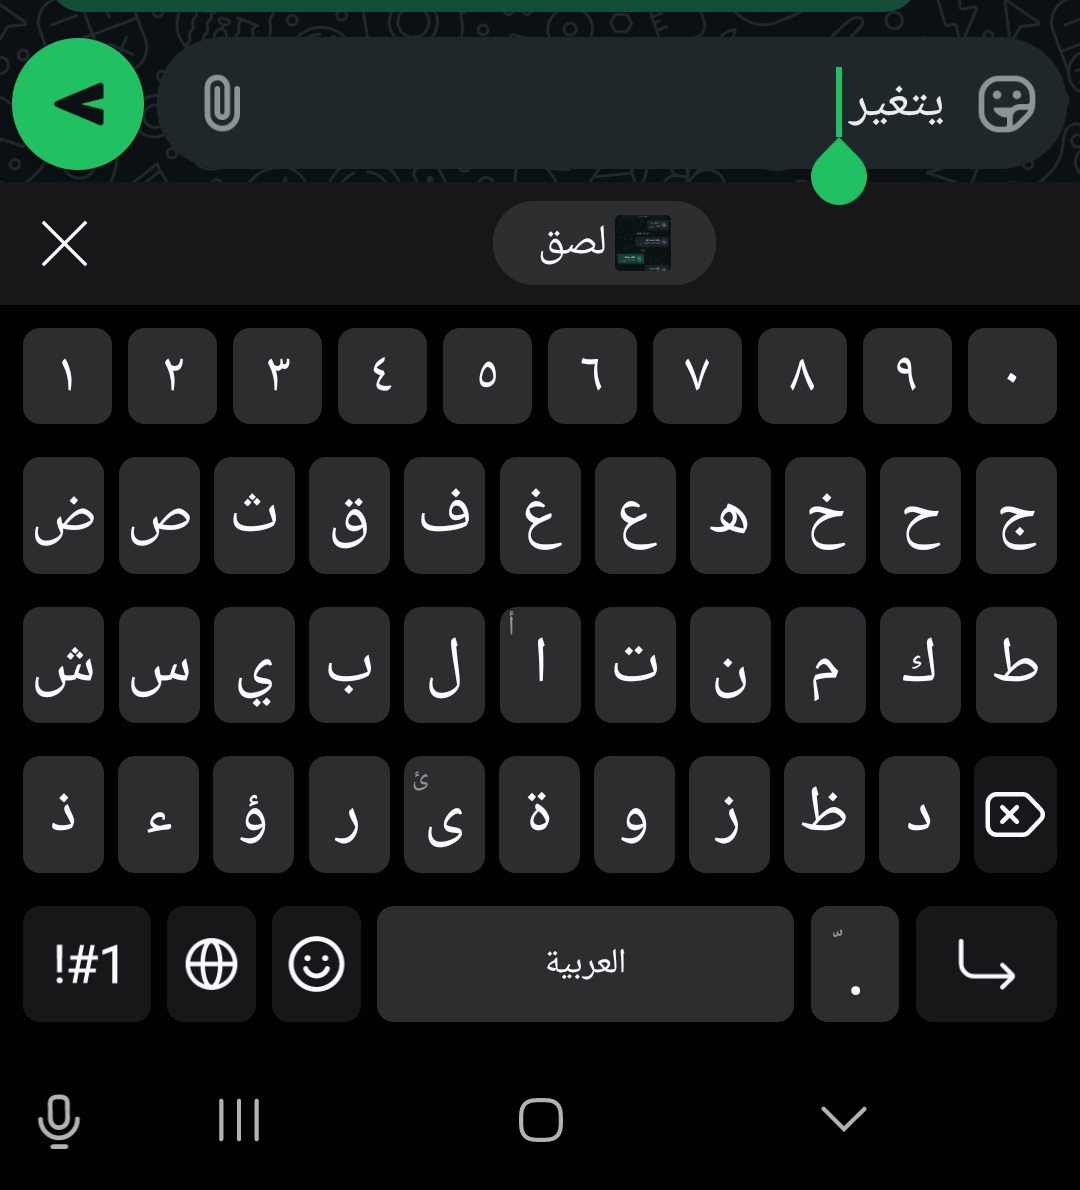 يتغير
لصق
١ ٢ ٣ ٤ ٥ ٦ ٧ ٨ ٩ ٠
ض ص ث ق ف غ ع ه خ ح ج
ش س ي ب ل ا أ ت ن م ك ط
ذ ء ؤ ر ى ئ ة و ز ظ د
!#1 العربية .